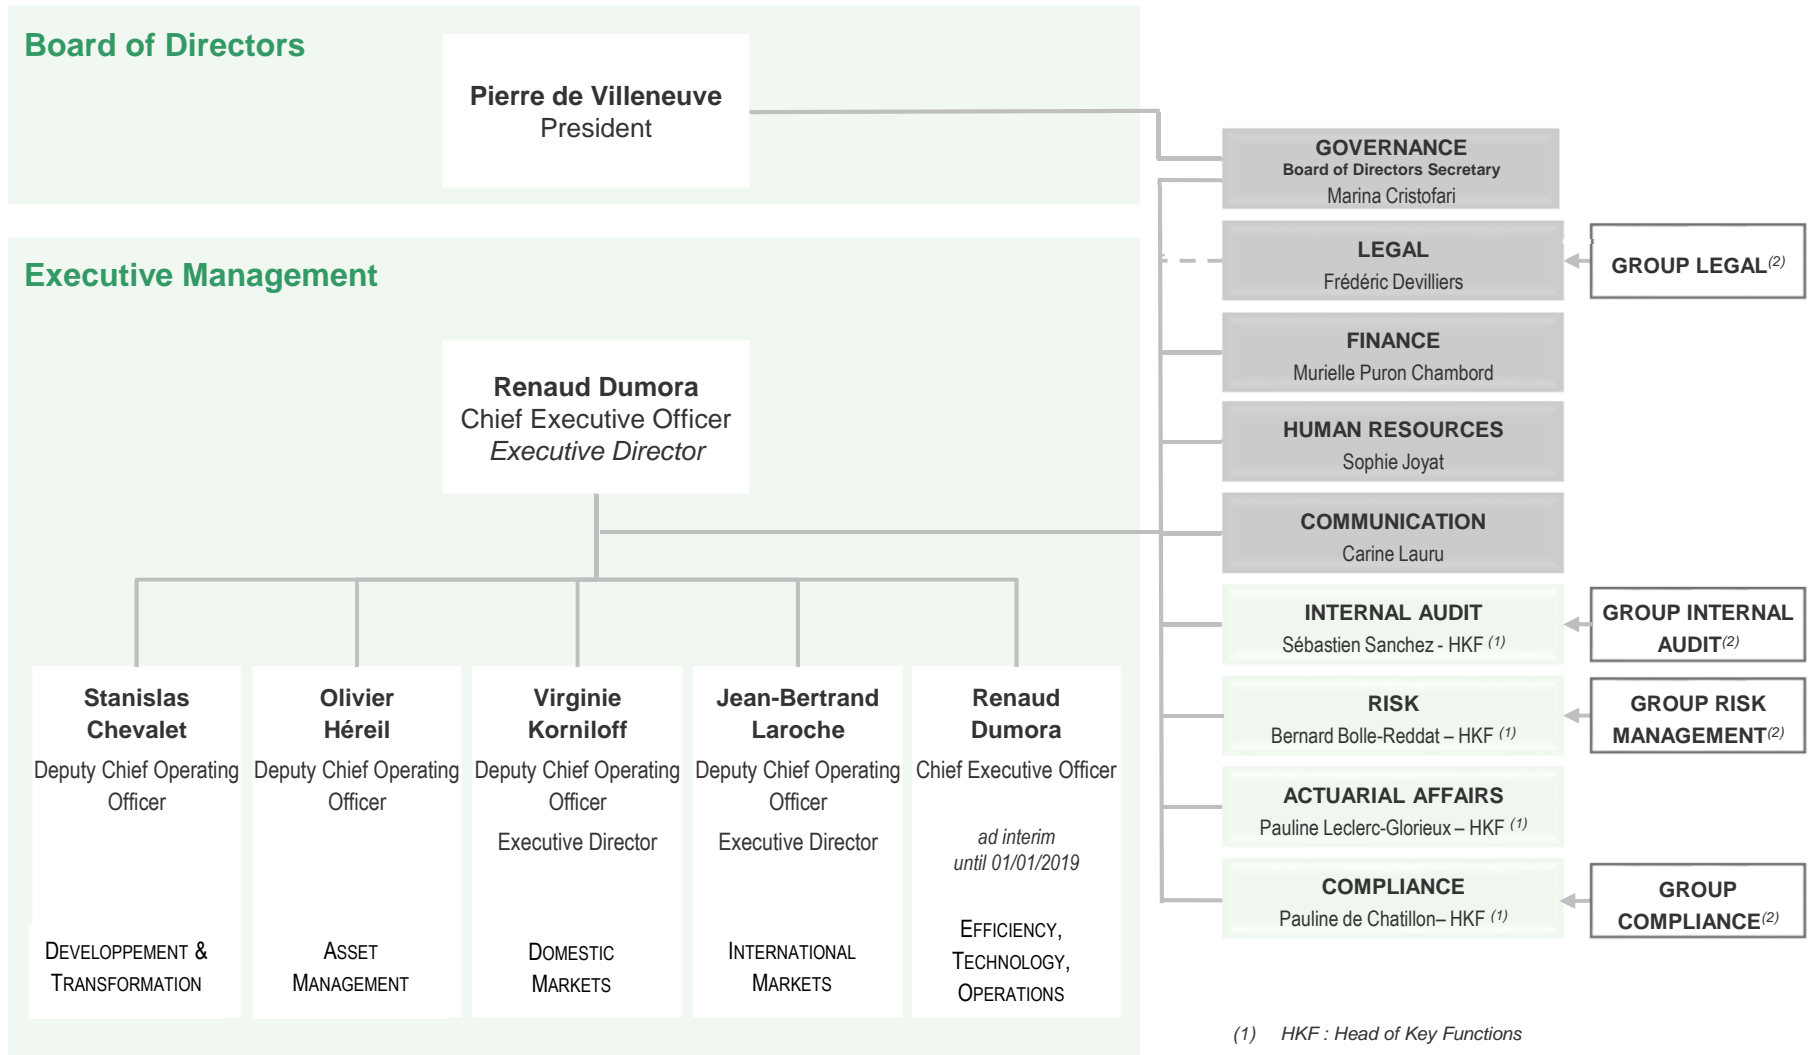 Board of Directors
Pierre de Villeneuve
President
Executive Management
Renaud Dumora
Chief Executive Officer
Executive Director
Stanislas
Chevalet
Deputy Chief Operating
Officer
DEVELOPPEMENT &
TRANSFORMATION
Olivier
Héreil
Deputy Chief Operating
Officer
ASSET
MANAGEMENT
Virginie
Korniloff
Deputy Chief Operating
Officer
Executive Director
DOMESTIC
MARKETS
Jean-Bertrand
Laroche
Deputy Chief Operating
Officer
Executive Director
INTERNATIONAL
MARKETS
Renaud
Dumora
Chief Executive Officer
ad interim
until 01/01/2019
EFFICIENCY,
TECHNOLOGY,
OPERATIONS
GOVERNANCE
Board of Directors Secretary
Marina Cristofari
LEGAL
Frédéric Devilliers
GROUP LEGAL(2)
FINANCE
Murielle Puron Chambord
HUMAN RESOURCES
Sophie Joyat
COMMUNICATION
Carine Lauru
INTERNAL AUDIT
Sébastien Sanchez - HKF (1)
GROUP INTERNAL
AUDIT(2)
RISK
Bernard Bolle-Reddat – HKF (1)
GROUP RISK
MANAGEMENT(2)
ACTUARIAL AFFAIRS
Pauline Leclerc-Glorieux – HKF (1)
COMPLIANCE
Pauline de Chatillon– HKF (1)
GROUP
COMPLIANCE(2)
(1) HKF : Head of Key Functions